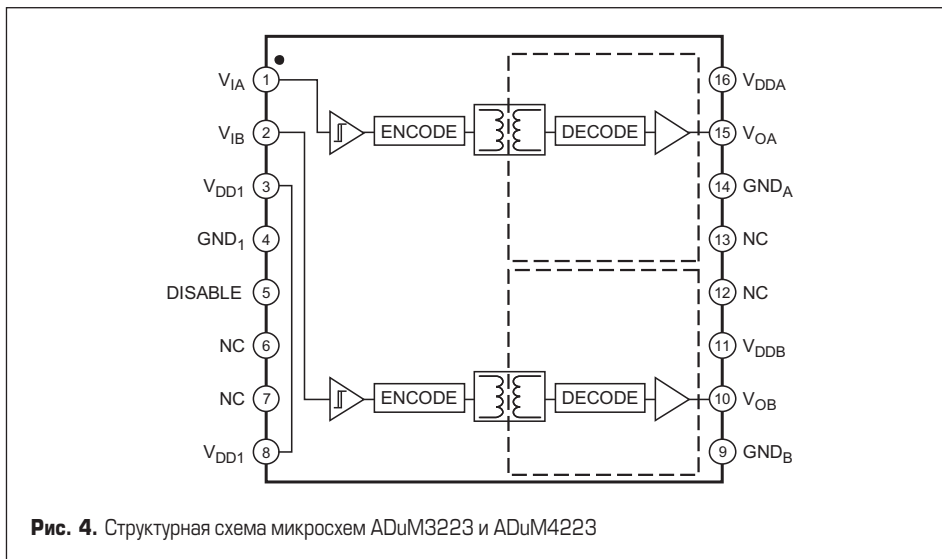 V_IA 1
V_IB 2
V_DD1 3
GND_1 4
DISABLE 5
NC 6
NC 7
V_DD1 8
ENCODE DECODE
ENCODE DECODE
16 V_DDA
15 V_OA
14 GND_A
13 NC
12 NC
11 V_DDB
10 V_OB
9 GND_B
Рис. 4. Структурная схема микросхем ADuM3223 и ADuM4223